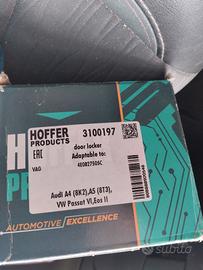 HOFFER
PRODUCTS
3100197
EAC
door locker
Adaptable to:
VAG
4E0827505C
Audi A4 (8K2),A5 (8T3),
VW Passat VI,Eos II
AUTOMOTIVE/EXCELLENCE
subito